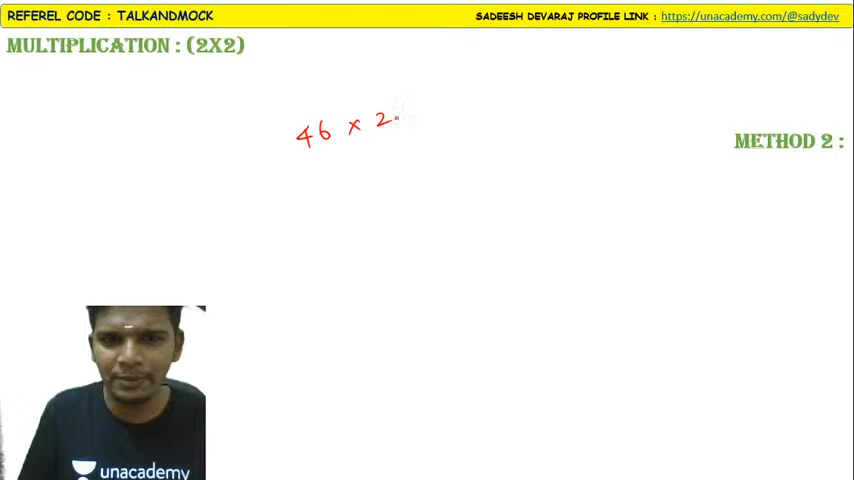 REFEREL CODE : TALKANDMOCK
SADEESH DEVARAJ PROFILE LINK : https://unacademy.com/@sadydev
MULTIPLICATION : (2X2)
46 × 2
METHOD 2 :
unacademy